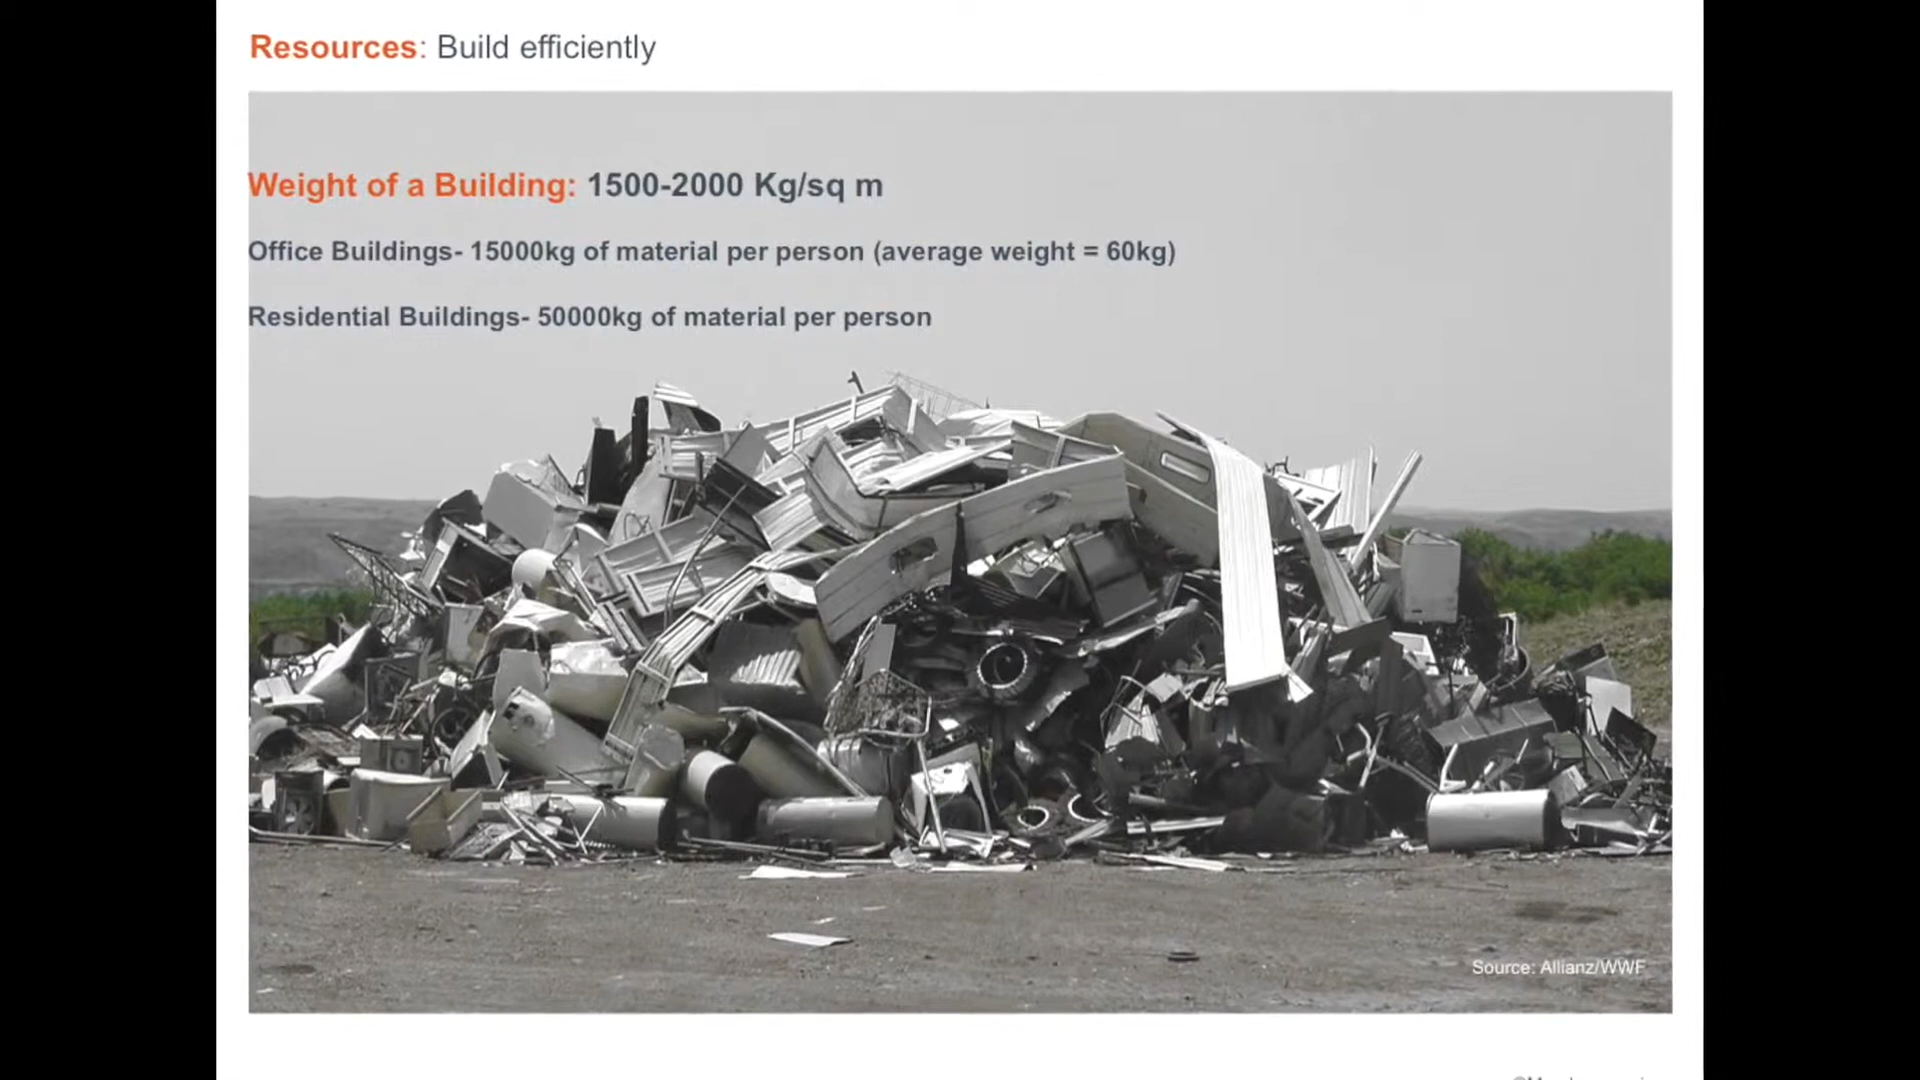 Resources: Build efficiently
Weight of a Building: 1500-2000 Kg/sq m
Office Buildings- 15000kg of material per person (average weight = 60kg)
Residential Buildings- 50000kg of material per person
Source: Allianz/WWF